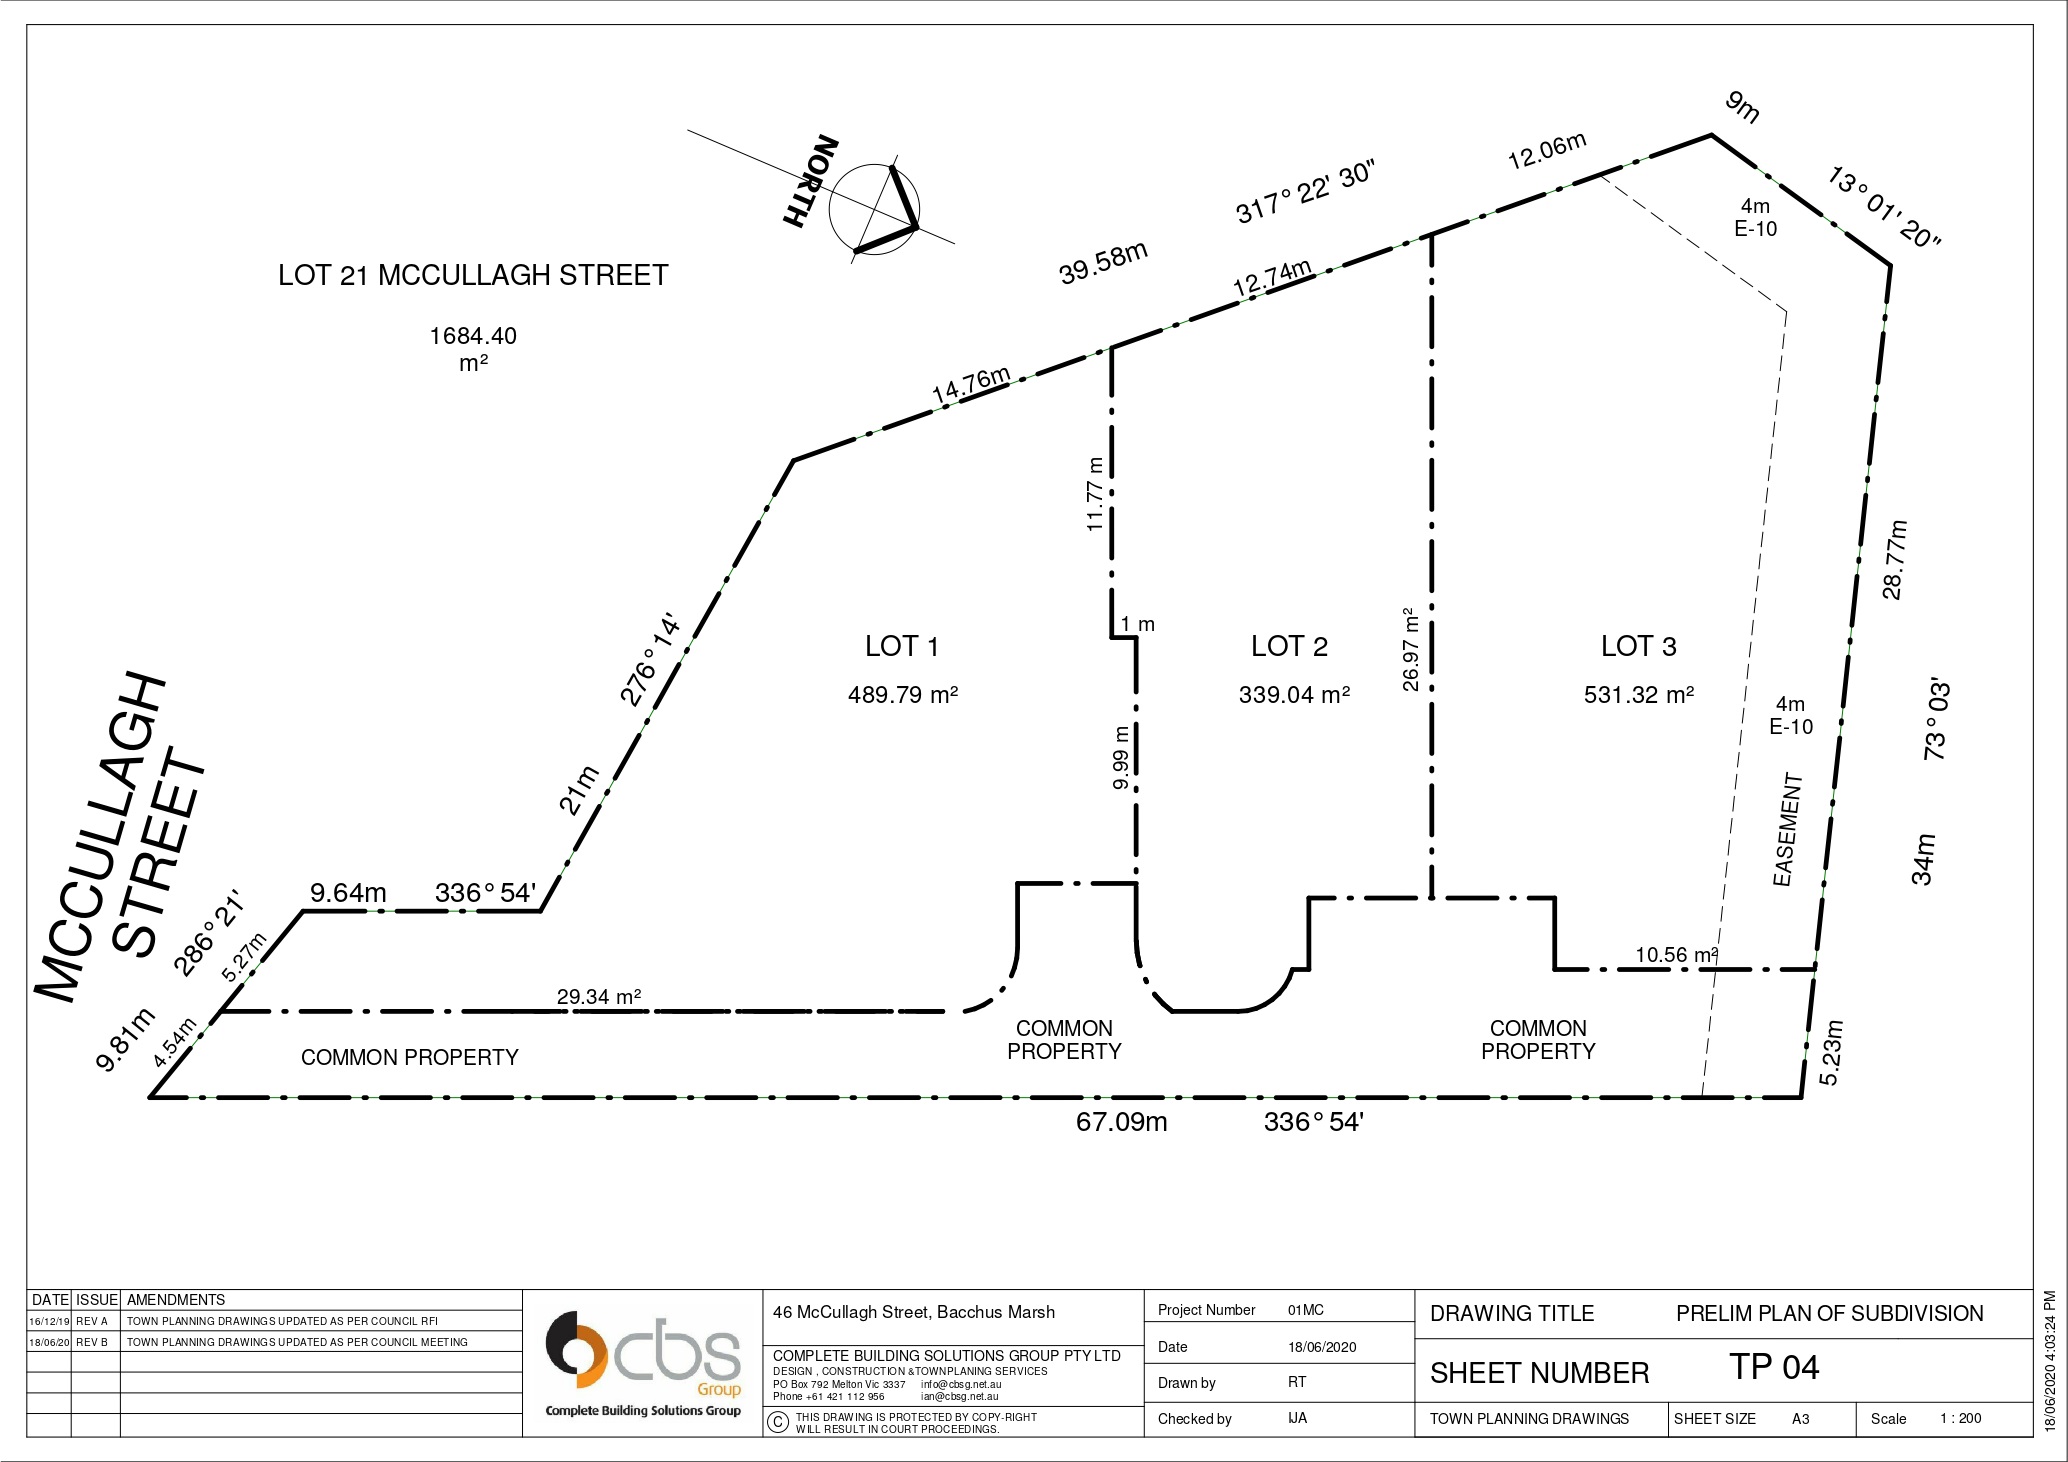 9m
13° 01' 20"
12.06m
317° 22' 30"
39.58m
12.74m
14.76m
NORTH
LOT 21 MCCULLAGH STREET
1684.40
m²
4m
E-10
11.77 m
1 m
9.99 m
26.97 m²
28.77m
LOT 1
489.79 m²
LOT 2
339.04 m²
LOT 3
531.32 m²
4m
E-10
73° 03'
34m
EASEMENT
276° 14'
21m
MCCULLAGH
STREET
9.64m 336° 54'
286° 21'
5.27m
9.81m
4.54m
29.34 m²
10.56 m²
5.23m
COMMON PROPERTY
COMMON
PROPERTY
COMMON
PROPERTY
67.09m 336° 54'
DATE ISSUE AMENDMENTS
16/12/19 REV A TOWN PLANNING DRAWINGS UPDATED AS PER COUNCIL RFI
18/06/20 REV B TOWN PLANNING DRAWINGS UPDATED AS PER COUNCIL MEETING
cbs
Group
Complete Building Solutions Group
46 McCullagh Street, Bacchus Marsh
COMPLETE BUILDING SOLUTIONS GROUP PTY LTD
DESIGN , CONSTRUCTION & TOWNPLANING SERVICES
PO Box 792 Melton Vic 3337 info@cbsg.net.au
Phone +61 421 112 956 ian@cbsg.net.au
C THIS DRAWING IS PROTECTED BY COPY-RIGHT
WILL RESULT IN COURT PROCEEDINGS.
Project Number 01MC
Date 18/06/2020
Drawn by RT
Checked by IJA
DRAWING TITLE PRELIM PLAN OF SUBDIVISION
SHEET NUMBER TP 04
TOWN PLANNING DRAWINGS SHEET SIZE A3 Scale 1 : 200
18/06/2020 4:03:24 PM